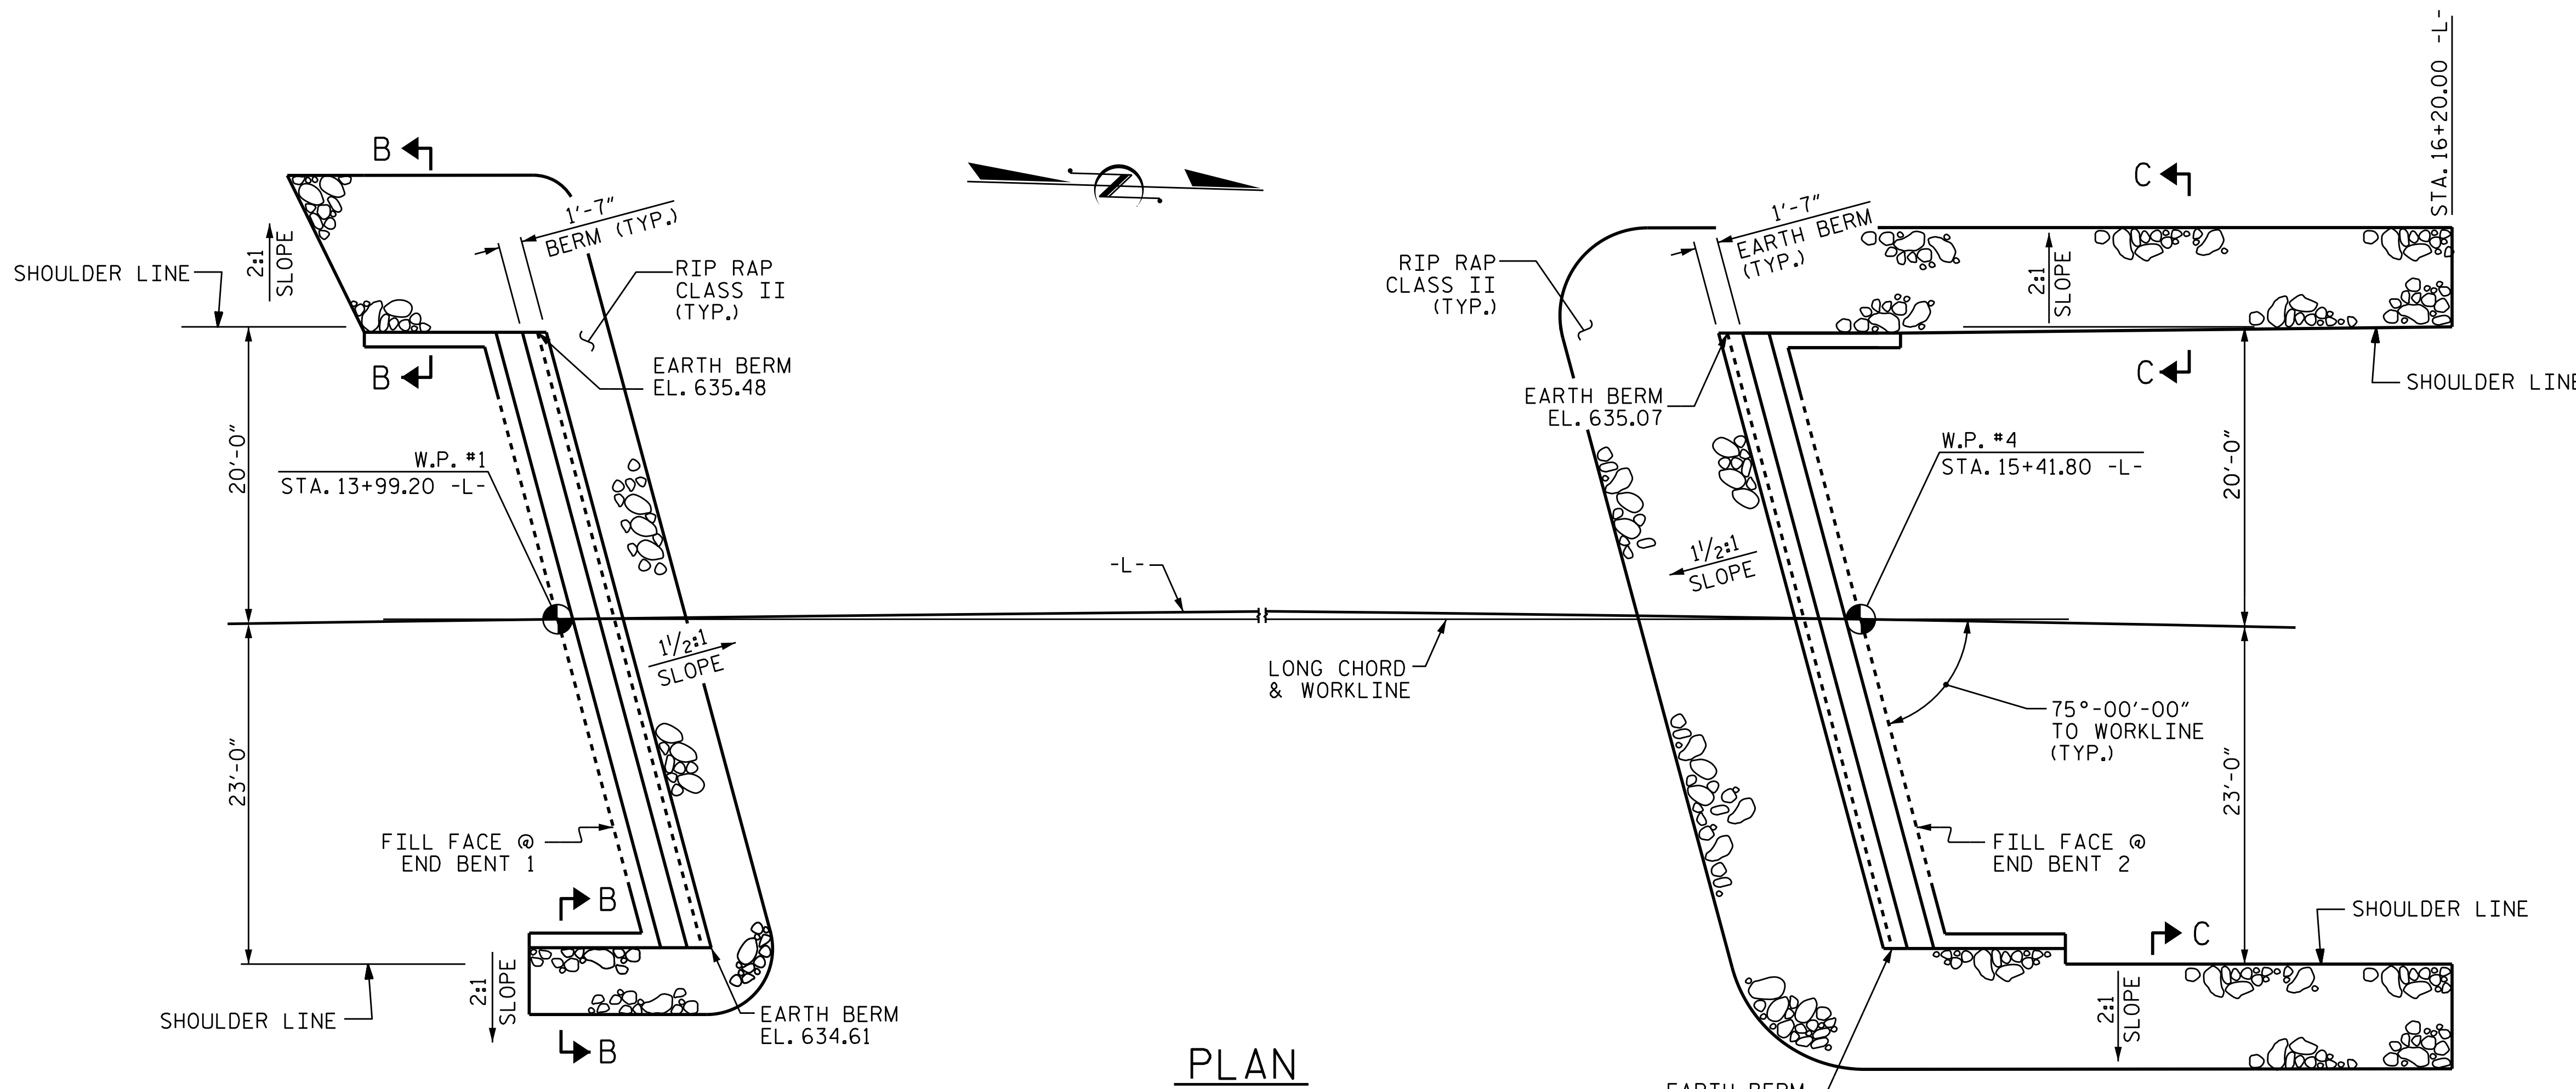 STA. 16+20.00 -L-
B
C
1'-7"
BERM (TYP.)
1'-7"
EARTH BERM
(TYP.)
2:1
SLOPE
SHOULDER LINE
RIP RAP
CLASS II
(TYP.)
RIP RAP
CLASS II
(TYP.)
2:1
SLOPE
B
EARTH BERM
EL. 635.48
EARTH BERM
EL. 635.07
C
SHOULDER LINE
20'-0"
W.P. #1
STA. 13+99.20 -L-
W.P. #4
STA. 15+41.80 -L-
20'-0"
1½:1
SLOPE
-L-
1½:1
SLOPE
LONG CHORD
& WORKLINE
75°-00'-00"
TO WORKLINE
(TYP.)
23'-0"
23'-0"
FILL FACE @
END BENT 1
FILL FACE @
END BENT 2
B
SHOULDER LINE
C
2:1
SLOPE
2:1
SLOPE
SHOULDER LINE
EARTH BERM
EL. 634.61
B
PLAN
EARTH BERM